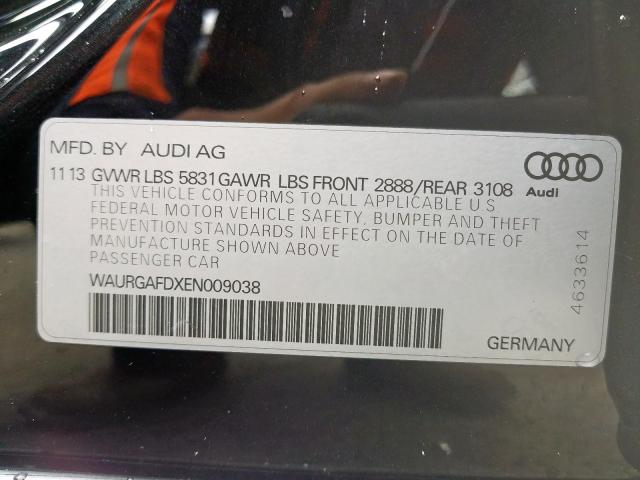 MFD. BY AUDI AG
11 13 GVWR LBS 5831 GAWR LBS FRONT 2888/REAR 3108
THIS VEHICLE CONFORMS TO ALL APPLICABLE U S
FEDERAL MOTOR VEHICLE SAFETY, BUMPER AND THEFT
PREVENTION STANDARDS IN EFFECT ON THE DATE OF
MANUFACTURE SHOWN ABOVE
PASSENGER CAR
WAURGAFDXEN009038
Audi
4633614
GERMANY